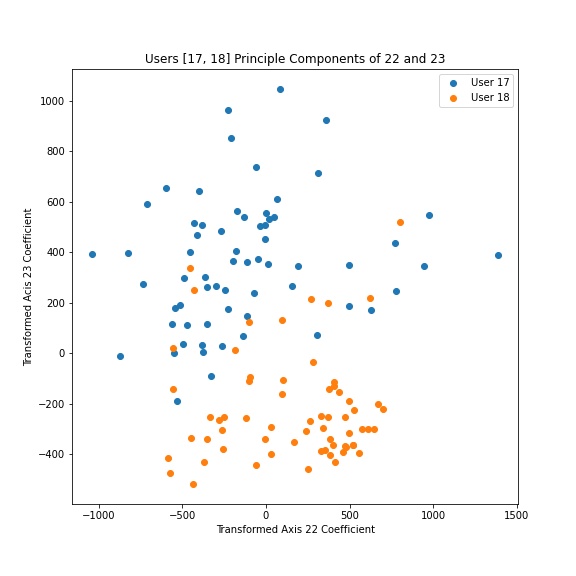 Users [17, 18] Principle Components of 22 and 23
User 17
User 18
1000
800
600
400
200
0
−200
−400
Transformed Acis 23 Coefficient
−1000
−500
0
500
1000
1500
Transformed Axis 22 Coefficient